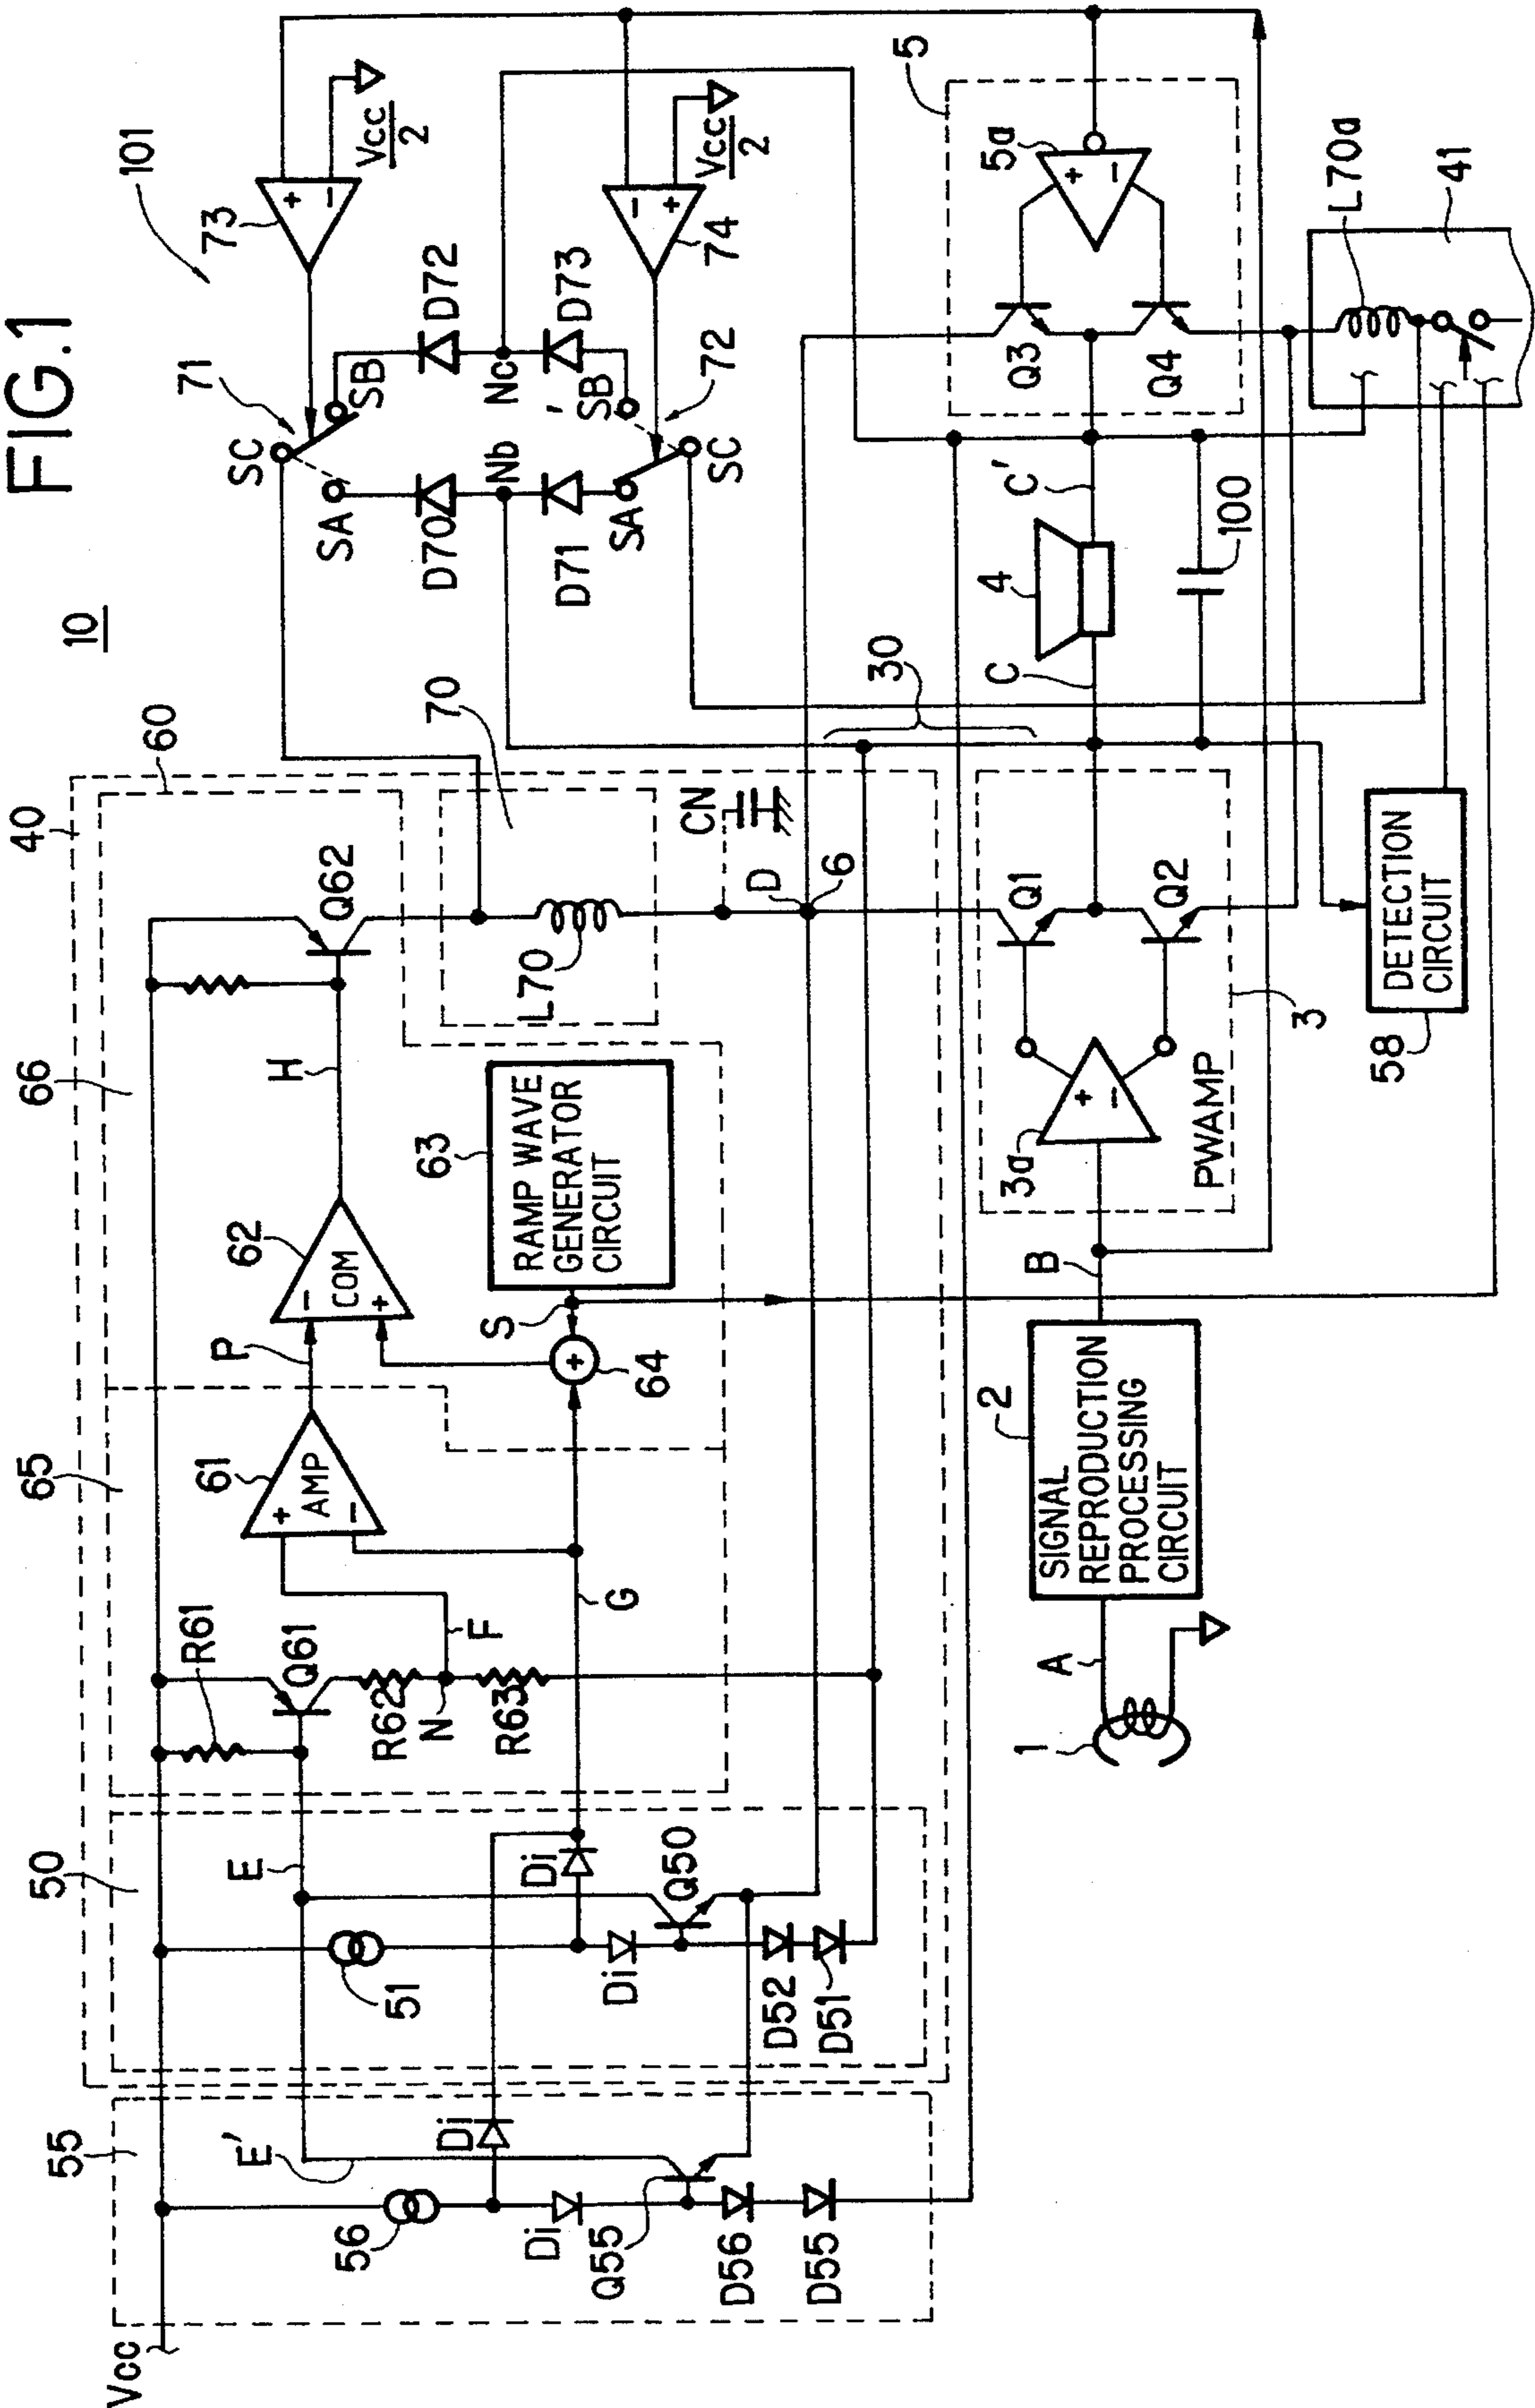 FIG.1
10
101
Vcc
40
60
66
65
50
55
E'
E
R61
Q61
R62
N
R63
F
61
AMP
+
−
P
62
COM
−
+
H
Q62
71
SC
SA
SB
73
+
−
Vcc
2
D70
D72
Nb
Nc
D71
D73
SA
SB'
SC
72
74
−
+
Vcc
2
70
L70
CN
63
RAMP WAVE
GENERATOR
CIRCUIT
S
+
64
G
Di
Di
Q50
51
D52
D51
Di
Di
56
Q55
D56
D55
D
6
30
5
5a
+
−
Q3
Q4
C
4
C'
100
Q1
Q2
3a
+
−
PWAMP
3
B
2
SIGNAL
REPRODUCTION
PROCESSING
CIRCUIT
A
1
DETECTION
CIRCUIT
58
L70a
41